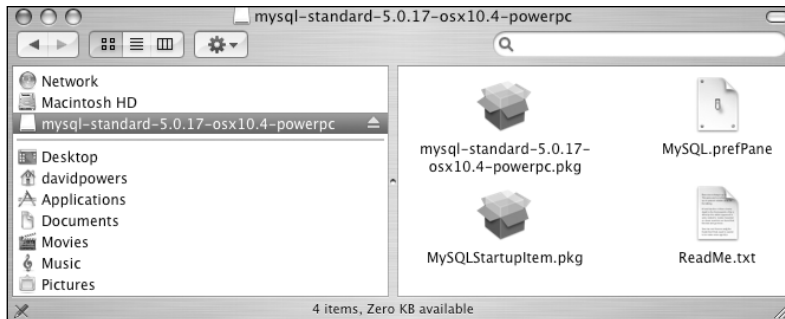 mysql-standard-5.0.17-osx10.4-powerpc
Network
Macintosh HD
mysql-standard-5.0.17-osx10.4-powerpc
Desktop
davidpowers
Applications
Documents
Movies
Music
Pictures
mysql-standard-5.0.17-
osx10.4-powerpc.pkg
MySQL.prefPane
MySQLStartupItem.pkg
ReadMe.txt
4 items, Zero KB available